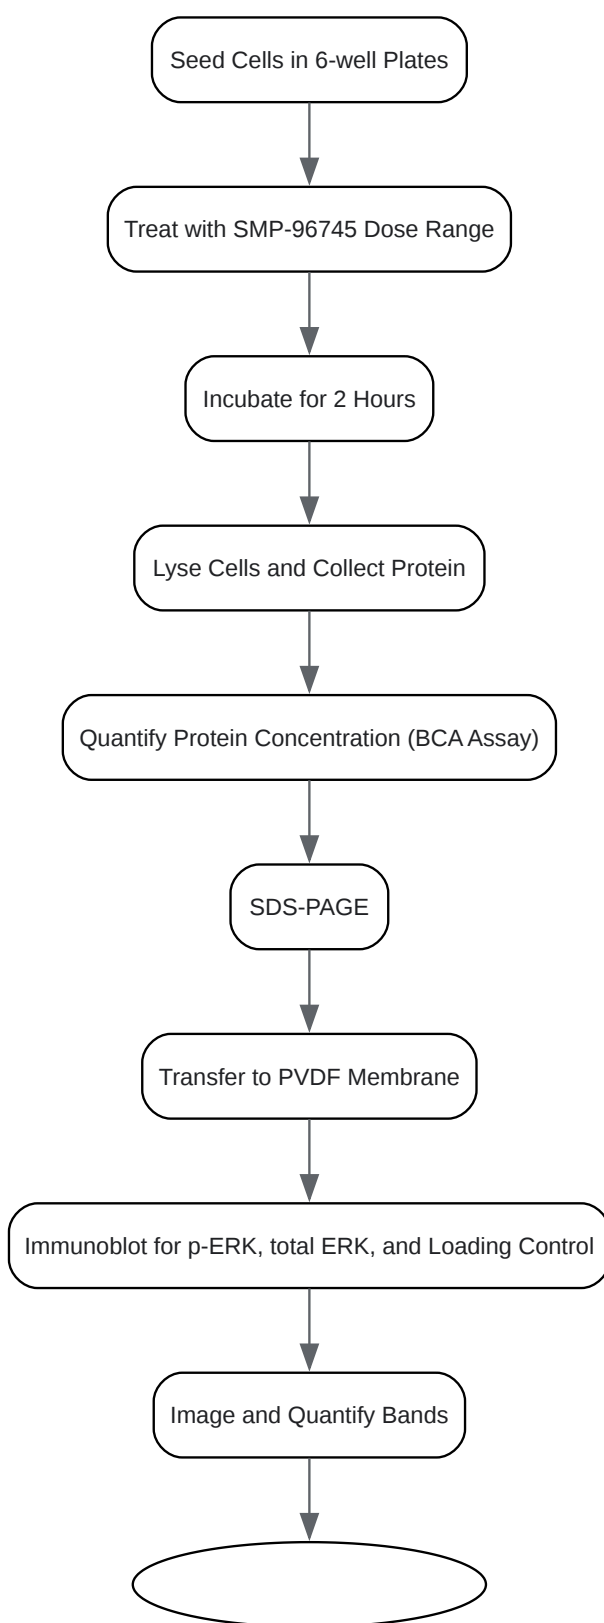 Seed Cells in 6-well Plates
Treat with SMP-96745 Dose Range
Incubate for 2 Hours
Lyse Cells and Collect Protein
Quantify Protein Concentration (BCA Assay)
SDS-PAGE
Transfer to PVDF Membrane
Immunoblot for p-ERK, total ERK, and Loading Control
Image and Quantify Bands